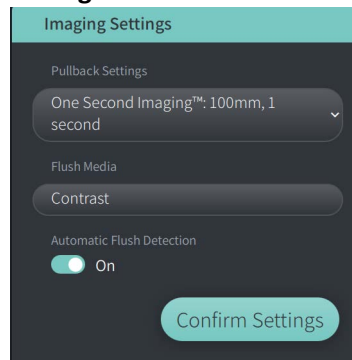 Imaging Settings
Pullback Settings
One Second Imaging™: 100mm, 1
second
Flush Media
Contrast
Automatic Flush Detection
On
Confirm Settings